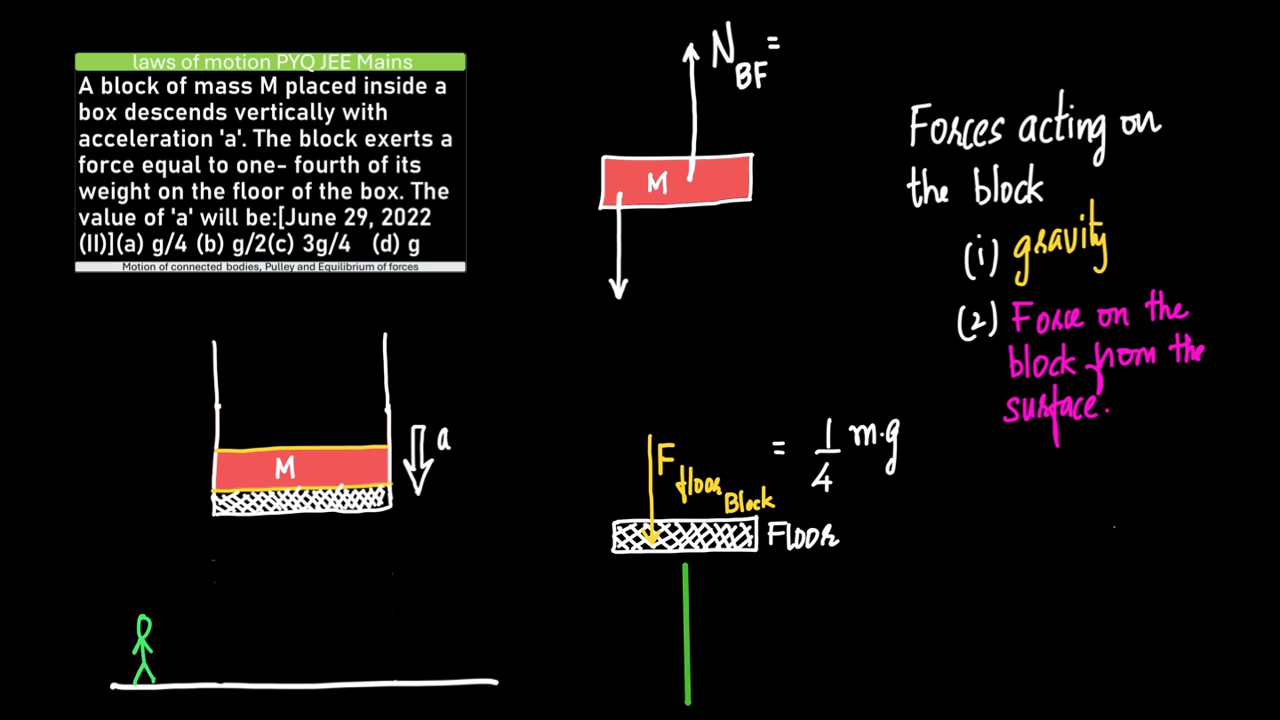 laws of motion PYQ JEE Mains
A block of mass M placed inside a
box descends vertically with
acceleration 'a'. The block exerts a
force equal to one- fourth of its
weight on the floor of the box. The
value of 'a' will be:[June 29, 2022
(II)](a) g/4 (b) g/2(c) 3g/4 (d) g
Motion of connected bodies, Pulley and Equilibrium of forces
N BF =
M
Forces acting on
the block
(i) gravity
(2) Force on the
block from the
surface.
M
a
F floor Block = 1/4 m.g
Floor